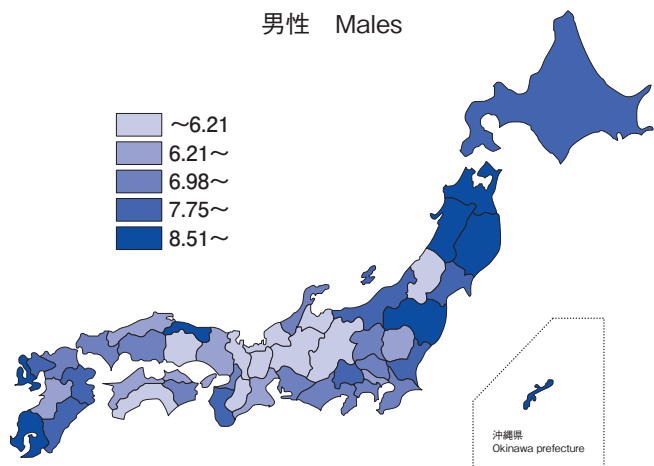 男性 Males
～6.21
6.21～
6.98～
7.75～
8.51～
沖縄県
Okinawa prefecture